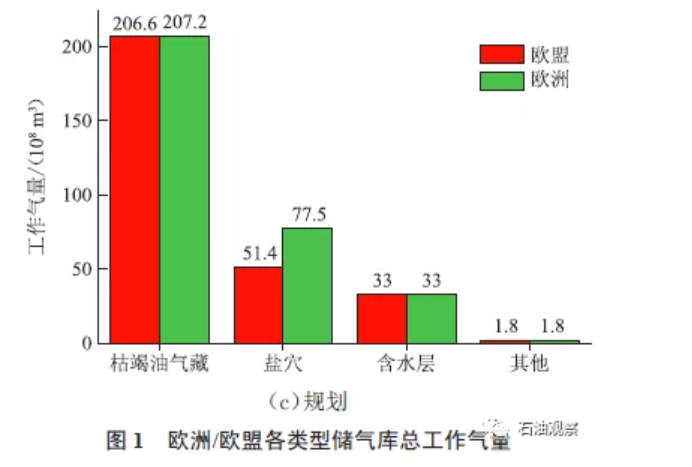 206.6 207.2
200
欧盟
欧洲
150
工作气量/(10⁸ m³)
100
77.5
51.4
50
33
33
1.8
1.8
0
枯竭油气藏
盐穴
含水层
其他
(c)规划
石油观察
图 1 欧洲/欧盟各类型储气库总工作气量